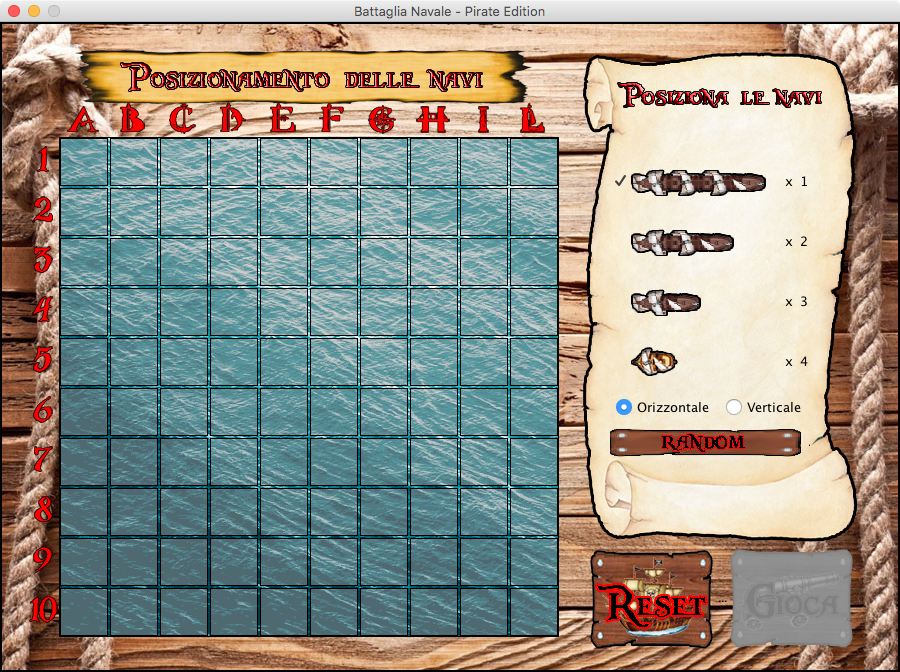 Battaglia Navale - Pirate Edition
Posizionamento delle navi
A B C D E F G H I L
1
2
3
4
5
6
7
8
9
10
Posiziona le navi
x 1
x 2
x 3
x 4
Orizzontale Verticale
RANDOM
Reset
Gioca